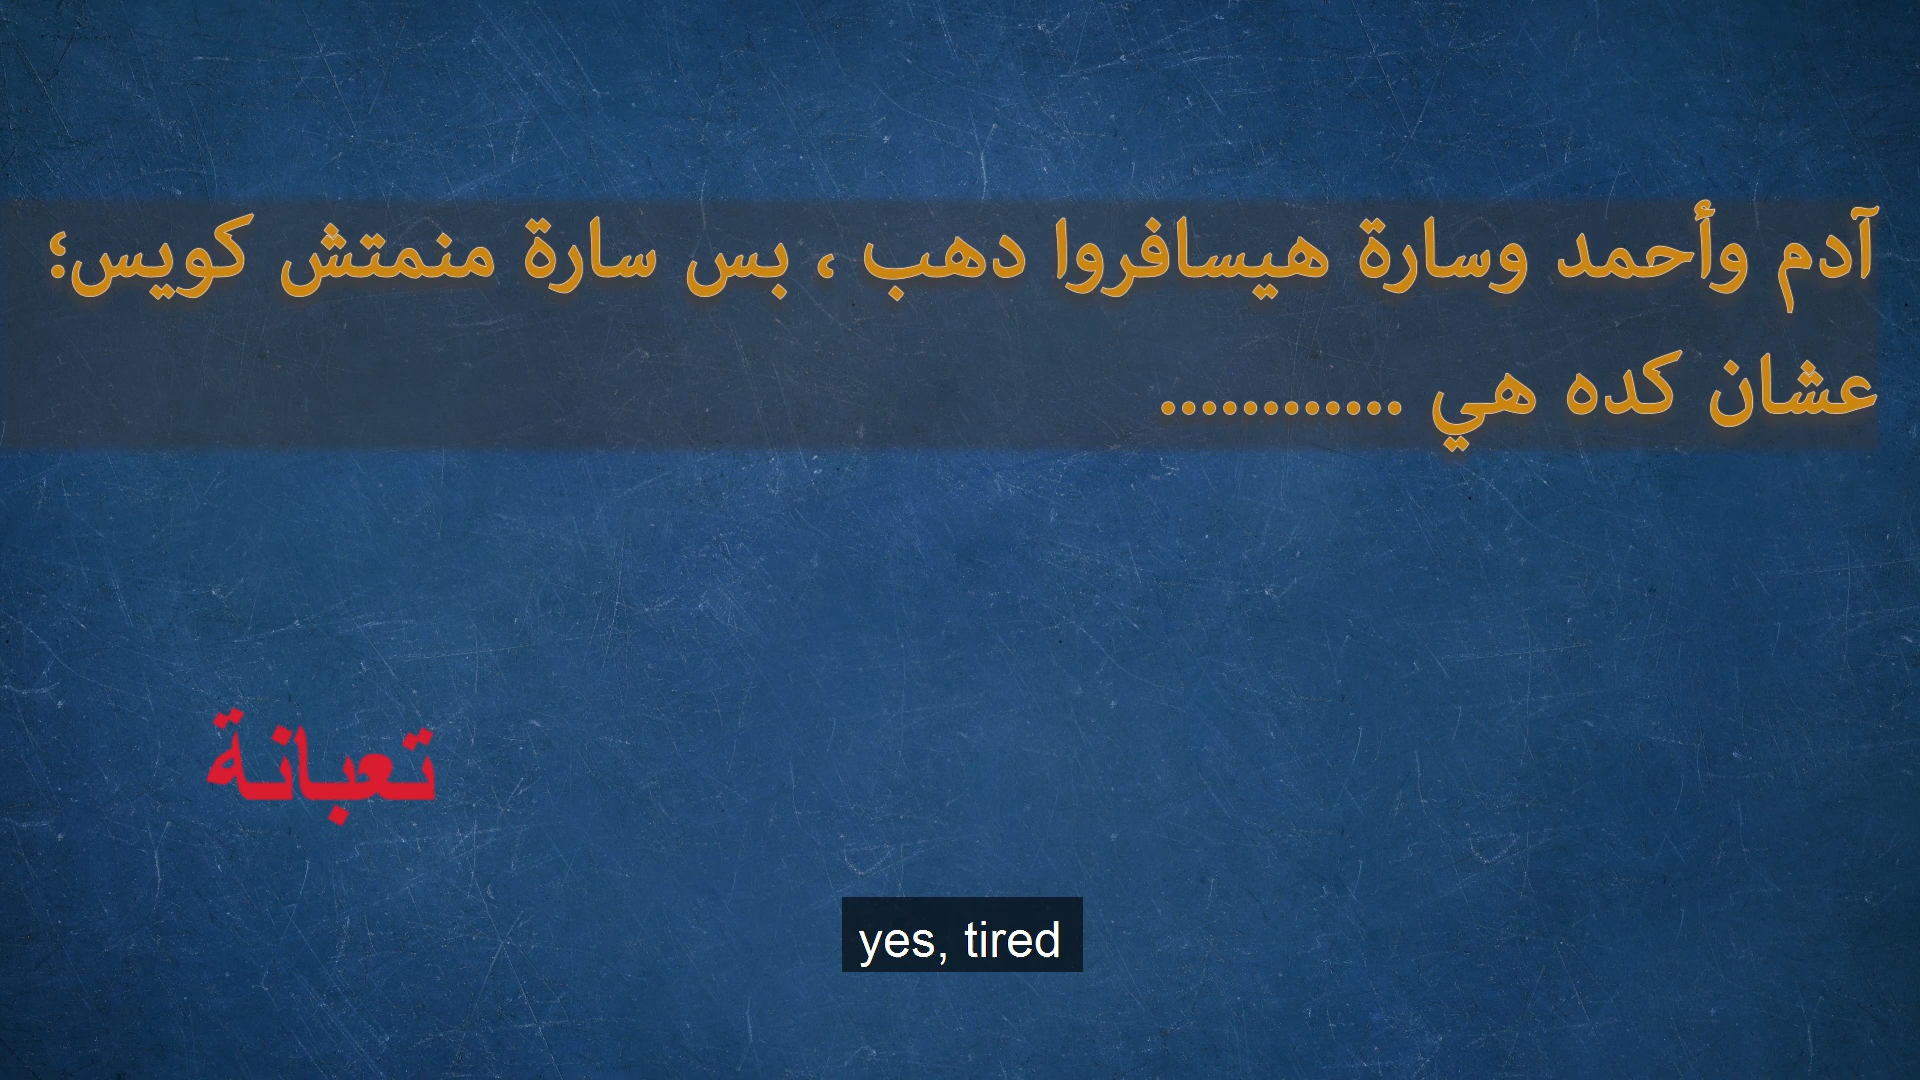 آدم وأحمد وسارة هيسافروا دهب ، بس سارة منمتش كويس؛
عشان كده هي ............
تعبانة
yes, tired